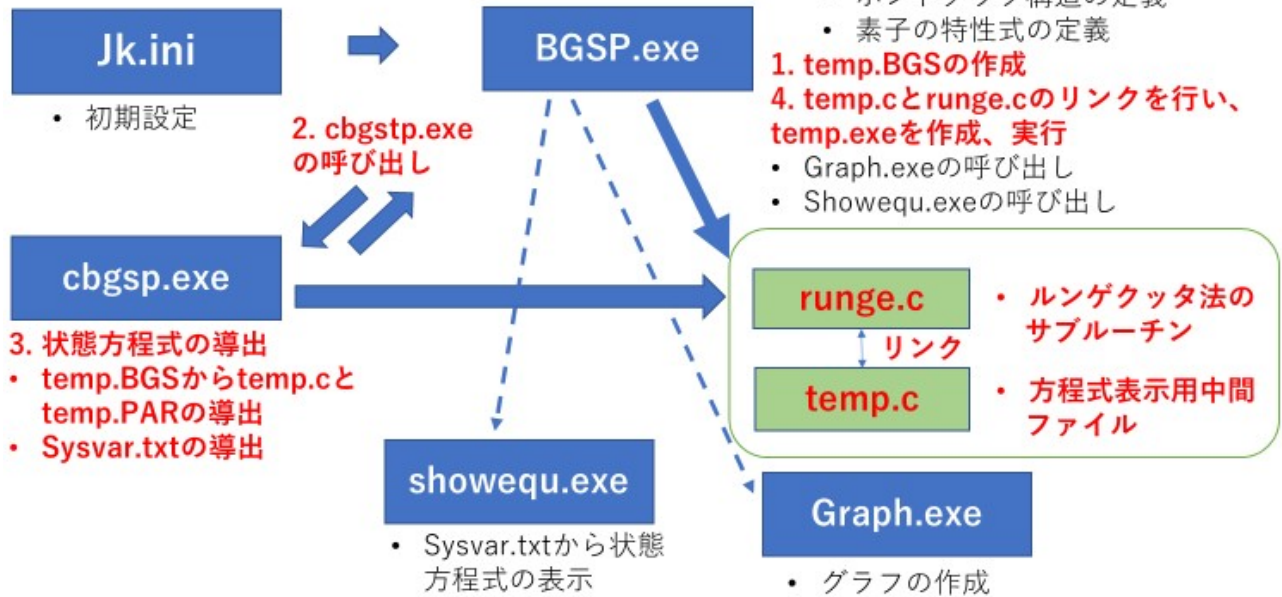 素子の特性式の定義
Jk.ini
BGSP.exe
• 初期設定
1. temp.BGSの作成
4. temp.cとrunge.cのリンクを行い、
temp.exeを作成、実行
• Graph.exeの呼び出し
• Showequ.exeの呼び出し
2. cbgstp.exe
の呼び出し
cbgsp.exe
3. 状態方程式の導出
• temp.BGSからtemp.cと
temp.PARの導出
• Sysvar.txtの導出
runge.c
• ルンゲクッタ法の
サブルーチン
リンク
temp.c
• 方程式表示用中間
ファイル
showequ.exe
• Sysvar.txtから状態
方程式の表示
Graph.exe
• グラフの作成